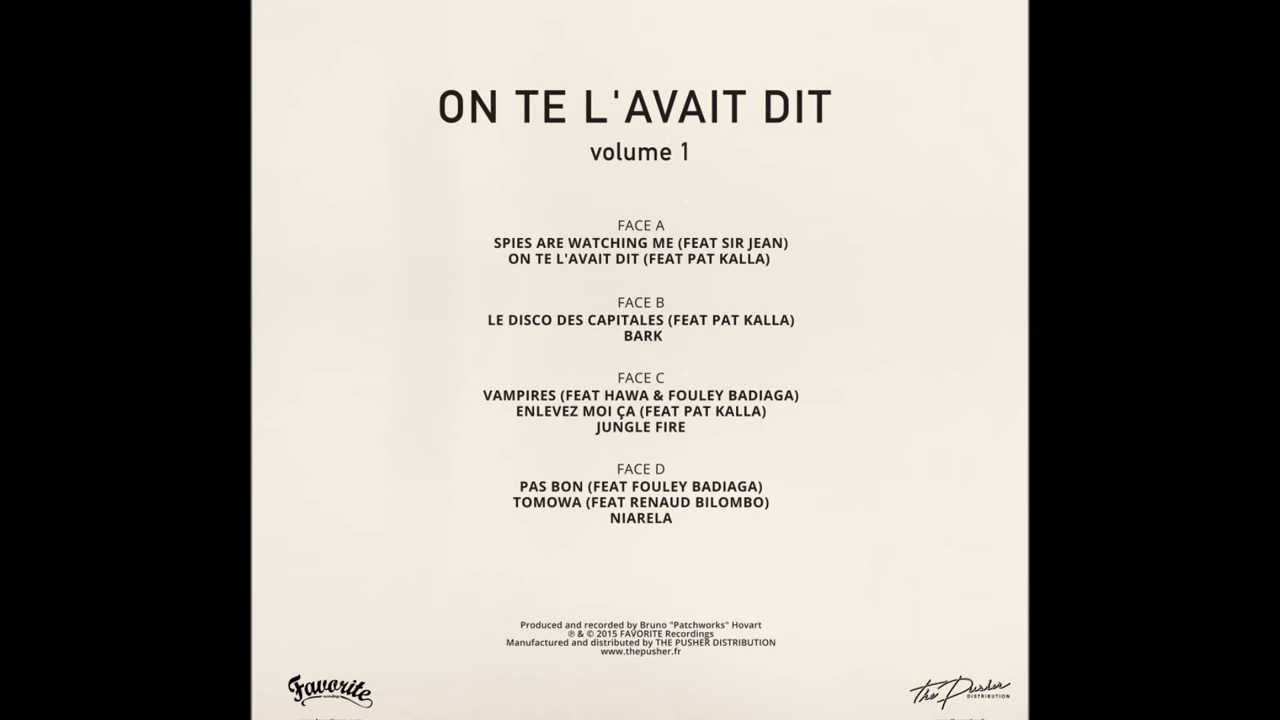 ON TE L'AVAIT DIT
volume 1
FACE A
SPIES ARE WATCHING ME (FEAT SIR JEAN)
ON TE L'AVAIT DIT (FEAT PAT KALLA)
FACE B
LE DISCO DES CAPITALES (FEAT PAT KALLA)
BARK
FACE C
VAMPIRES (FEAT HAWA & FOULEY BADIAGA)
ENLEVEZ MOI ÇA (FEAT PAT KALLA)
JUNGLE FIRE
FACE D
PAS BON (FEAT FOULEY BADIAGA)
TOMOWA (FEAT RENAUD BILOMBO)
NIARELA
Produced and recorded by Bruno "Patchworks" Hovart
℗ & © 2015 FAVORITE Recordings
Manufactured and distributed by THE PUSHER DISTRIBUTION
www.thepusher.fr
Favorite
The Pusher
DISTRIBUTION